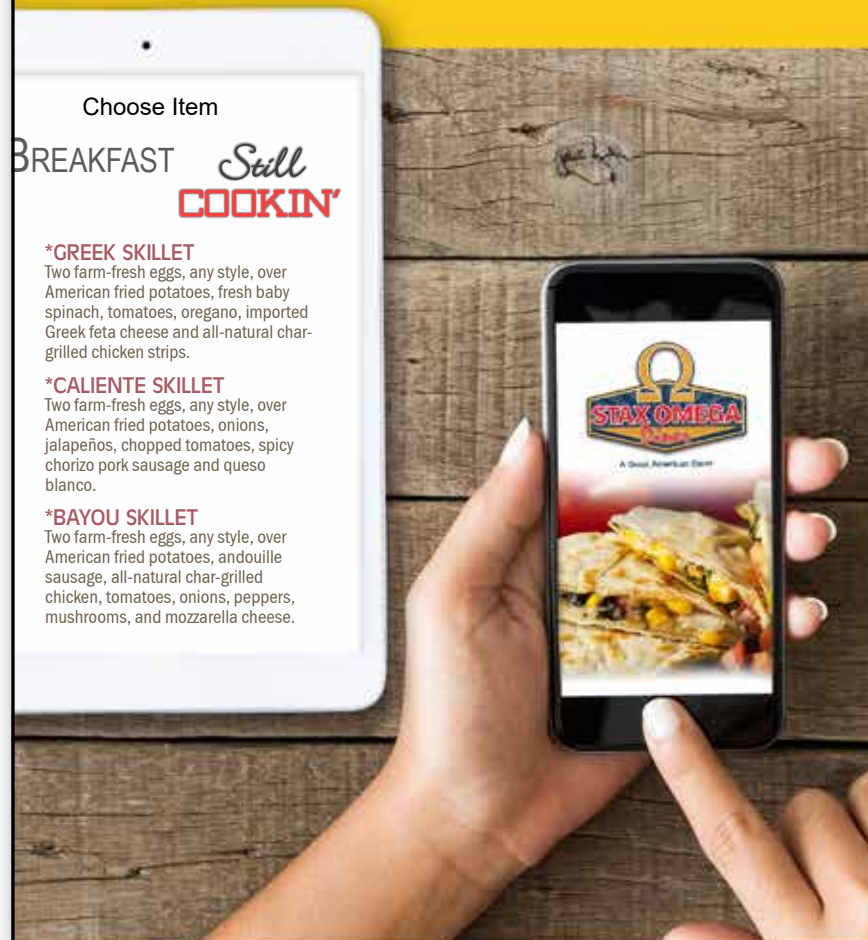 Choose Item
BREAKFAST
Still
COOKIN'
*GREEK SKILLET
Two farm-fresh eggs, any style, over
American fried potatoes, fresh baby
spinach, tomatoes, oregano, imported
Greek feta cheese and all-natural char-
grilled chicken strips.
*CALIENTE SKILLET
Two farm-fresh eggs, any style, over
American fried potatoes, onions,
jalapeños, chopped tomatoes, spicy
chorizo pork sausage and queso
blanco.
*BAYOU SKILLET
Two farm-fresh eggs, any style, over
American fried potatoes, andouille
sausage, all-natural char-grilled
chicken, tomatoes, onions, peppers,
mushrooms, and mozzarella cheese.
Ω
STAX OMEGA
Diner
A Great American Diner